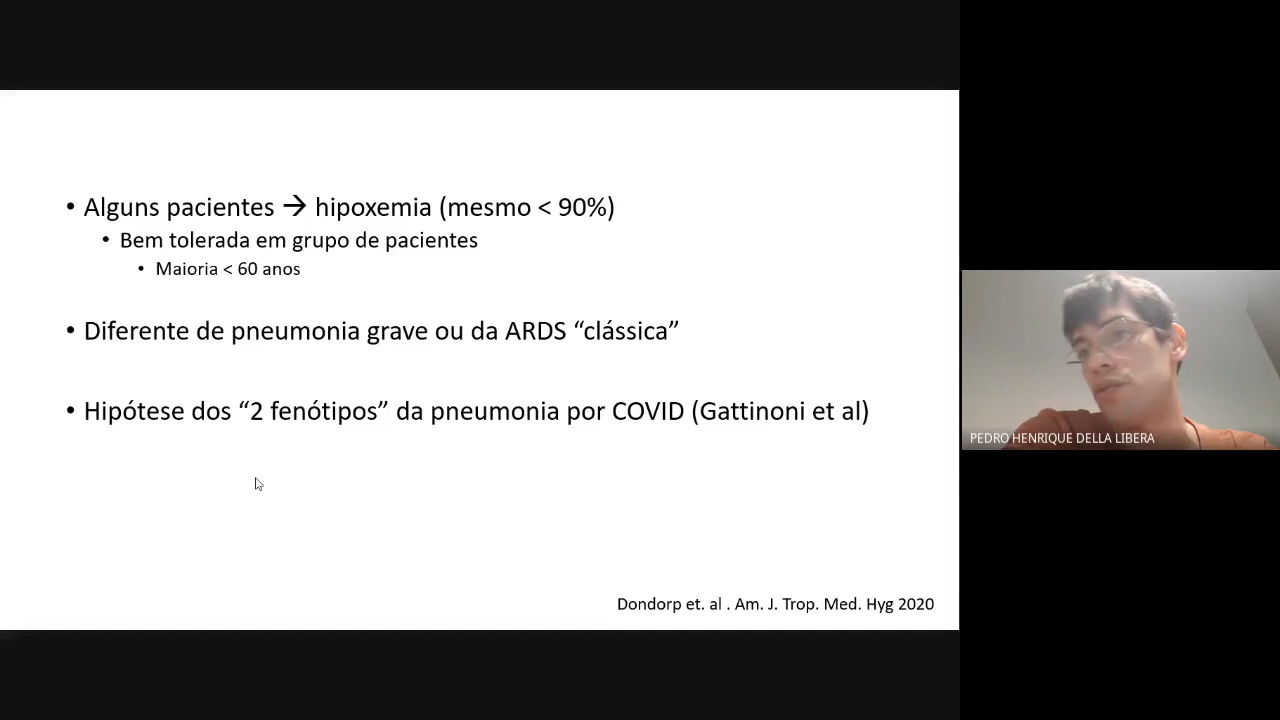 • Alguns pacientes → hipoxemia (mesmo < 90%)
• Bem tolerada em grupo de pacientes
• Maioria < 60 anos
• Diferente de pneumonia grave ou da ARDS “clássica”
• Hipótese dos “2 fenótipos” da pneumonia por COVID (Gattinoni et al)
Dondorp et. al . Am. J. Trop. Med. Hyg 2020
PEDRO HENRIQUE DELLA LIBERA